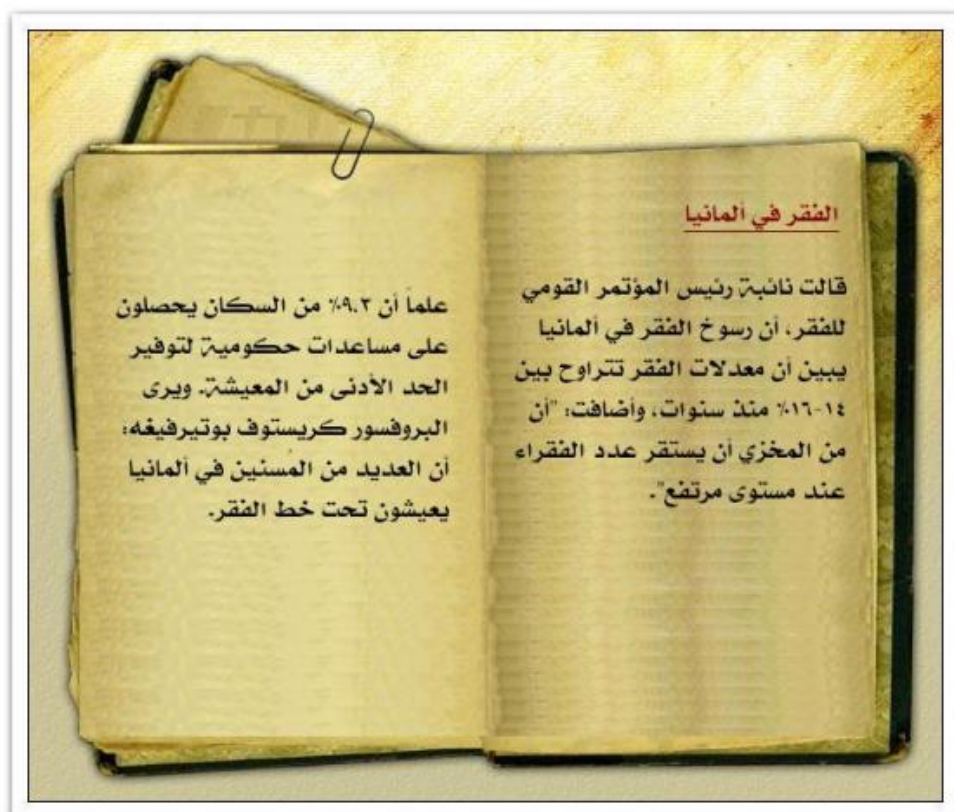 الفقر في ألمانيا
قالت نائبة رئيس المؤتمر القومي
للفقر، أن رسوخ الفقر في ألمانيا
يبين أن معدلات الفقر تتراوح بين
١٤-١٦% منذ سنوات، وأضافت: "أن
من المخزي أن يستقر عدد الفقراء
عند مستوى مرتفع".
علماً أن ٩.٣% من السكان يحصلون
على مساعدات حكومية لتوفير
الحد الأدنى من المعيشة. ويرى
البروفسور كريستوف بوتيرفيغه:
أن العديد من المسنين في ألمانيا
يعيشون تحت خط الفقر.